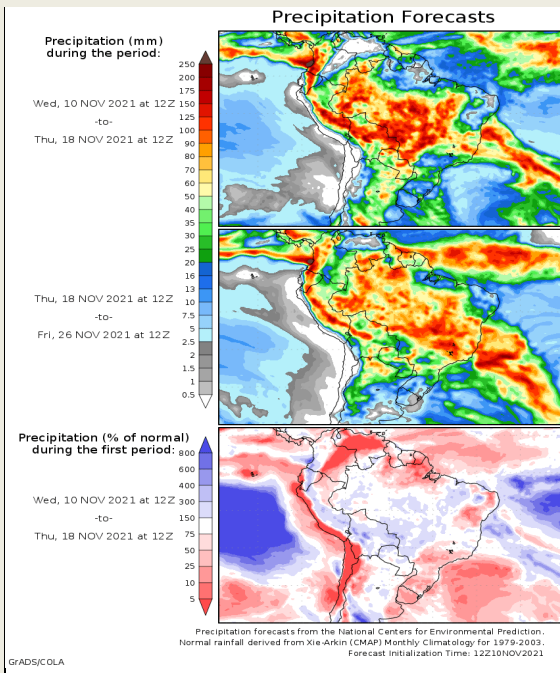 Precipitation Forecasts
Precipitation (mm)
during the period:
Wed, 10 NOV 2021 at 12Z
-to-
Thu, 18 NOV 2021 at 12Z
250
200
175
150
125
100
90
80
70
60
50
40
35
30
25
20
16
13
10
7.5
5
2.5
2
1.5
1
0.5
Thu, 18 NOV 2021 at 12Z
-to-
Fri, 26 NOV 2021 at 12Z
Precipitation (% of normal)
during the first period:
Wed, 10 NOV 2021 at 12Z
-to-
Thu, 18 NOV 2021 at 12Z
800
600
400
300
150
75
50
25
10
5
Precipitation forecasts from the National Centers for Environmental Prediction.
Normal rainfall derived from Xie-Arkin (CMAP) Monthly Climatology for 1979-2003.
Forecast Initialization Time: 12Z10NOV2021
GrADS/COLA